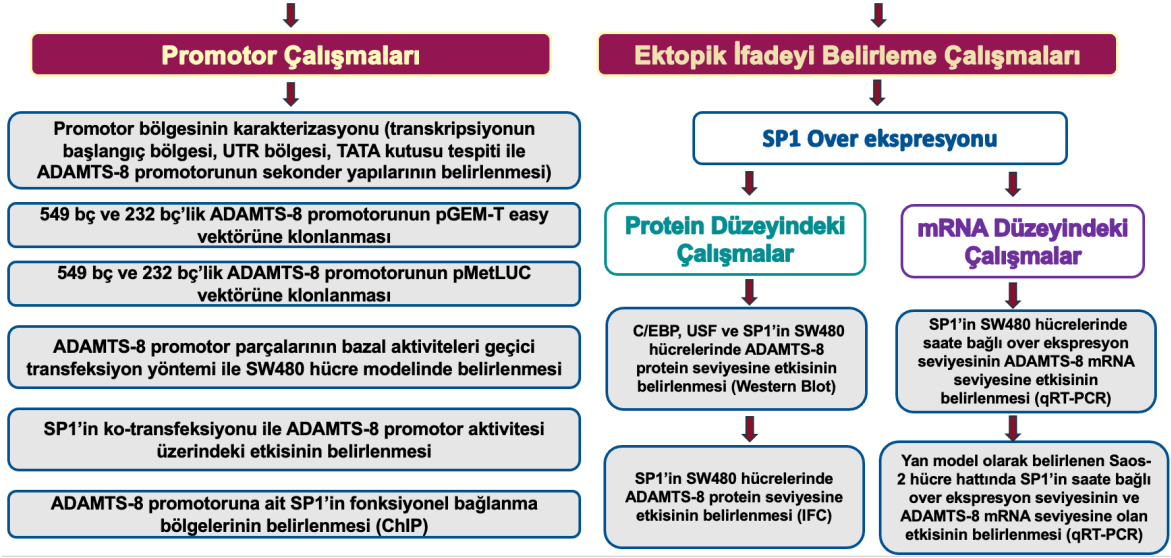 Promotor Çalışmaları
Promotor bölgesinin karakterizasyonu (transkripsiyonun
başlangıç bölgesi, UTR bölgesi, TATA kutusu tespiti ile
ADAMTS-8 promotorunun sekonder yapılarının belirlenmesi)
549 bç ve 232 bç’lik ADAMTS-8 promotorunun pGEM-T easy
vektörüne klonlanması
549 bç ve 232 bç’lik ADAMTS-8 promotorunun pMetLUC
vektörüne klonlanması
ADAMTS-8 promotor parçalarının bazal aktiviteleri geçici
transfeksiyon yöntemi ile SW480 hücre modelinde belirlenmesi
SP1’in ko-transfeksiyonu ile ADAMTS-8 promotor aktivitesi
üzerindeki etkisinin belirlenmesi
ADAMTS-8 promotoruna ait SP1’in fonksiyonel bağlanma
bölgelerinin belirlenmesi (ChIP)
Ektopik İfadeyi Belirleme Çalışmaları
SP1 Over ekspresyonu
Protein Düzeyindeki
Çalışmalar
C/EBP, USF ve SP1’in SW480
hücrelerinde ADAMTS-8
protein seviyesine etkisinin
belirlenmesi (Western Blot)
SP1’in SW480 hücrelerinde
ADAMTS-8 protein seviyesine
etkisinin belirlenmesi (IFC)
mRNA Düzeyindeki
Çalışmalar
SP1’in SW480 hücrelerinde
saate bağlı over ekspresyon
seviyesinin ADAMTS-8 mRNA
seviyesine etkisinin
belirlenmesi (qRT-PCR)
Yan model olarak belirlenen Saos-
2 hücre hattında SP1’in saate bağlı
over ekspresyon seviyesinin ve
ADAMTS-8 mRNA seviyesine olan
etkisinin belirlenmesi (qRT-PCR)